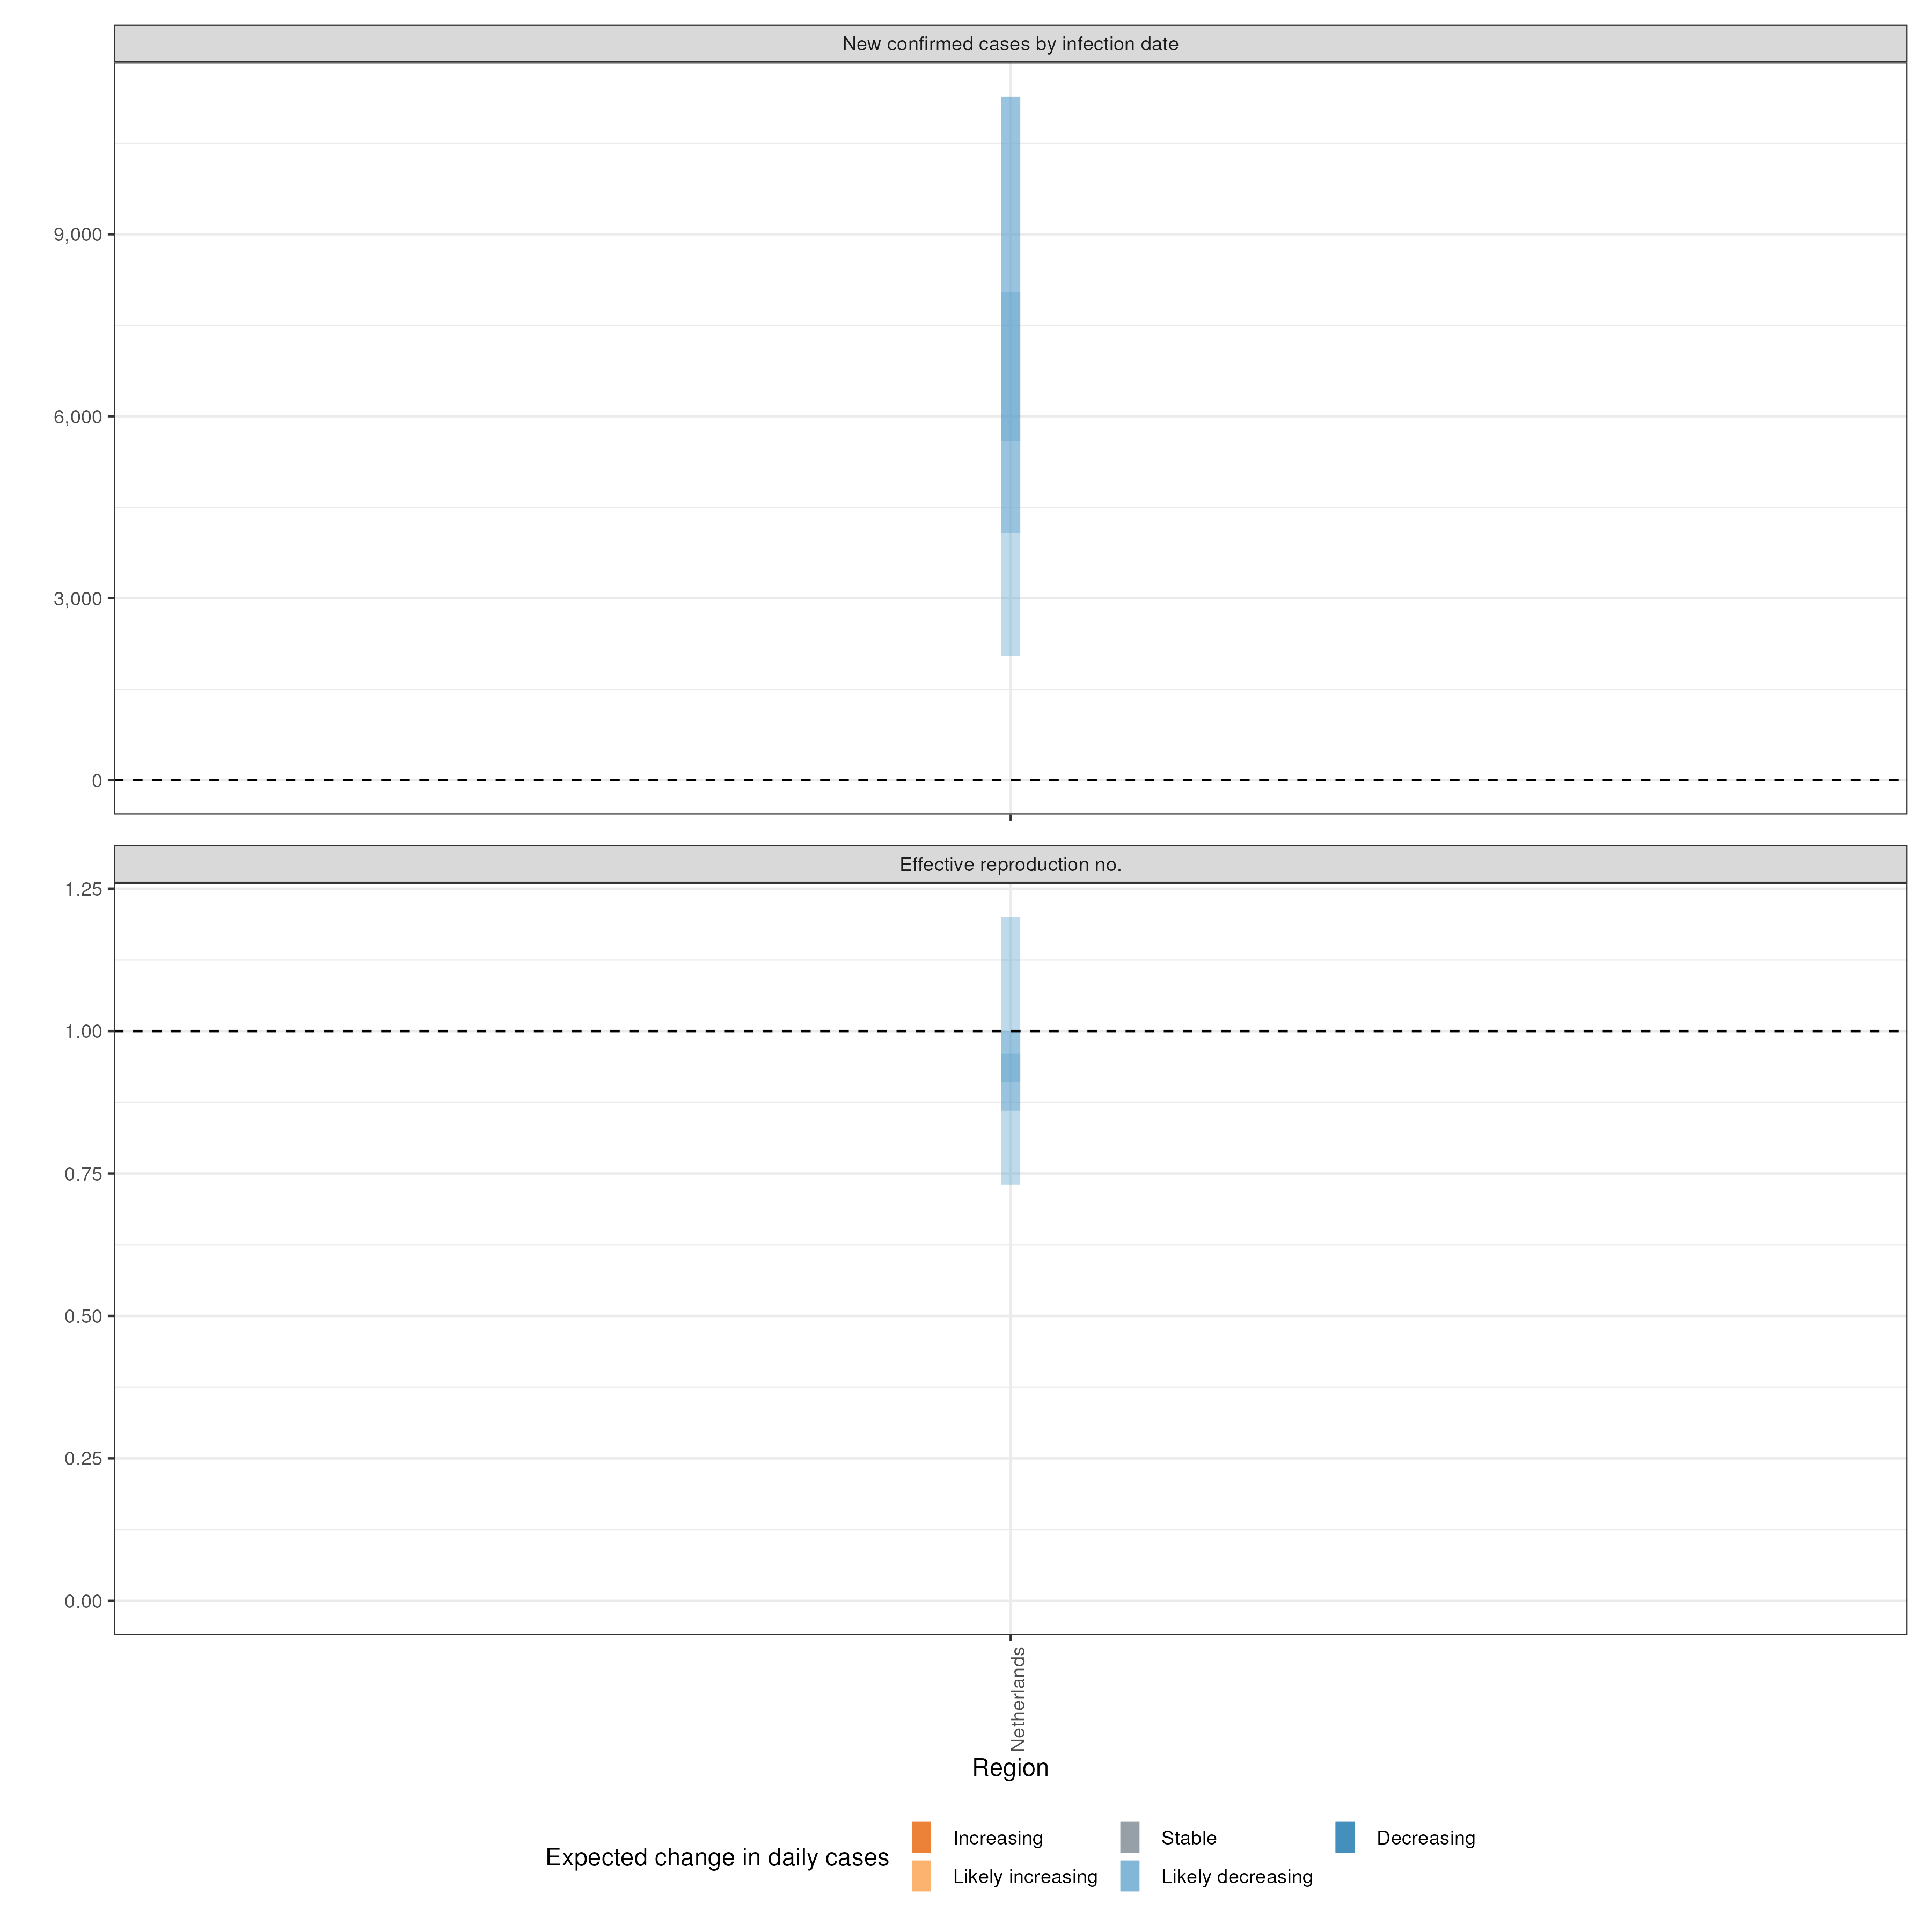 New confirmed cases by infection date
9,000
6,000
3,000
0
Effective reproduction no.
1.25
1.00
0.75
0.50
0.25
0.00
Netherlands
Region
Expected change in daily cases
Increasing
Stable
Decreasing
Likely increasing
Likely decreasing